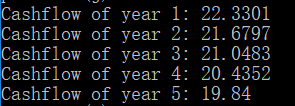 Cashflow of year 1: 22.3301
Cashflow of year 2: 21.6797
Cashflow of year 3: 21.0483
Cashflow of year 4: 20.4352
Cashflow of year 5: 19.84